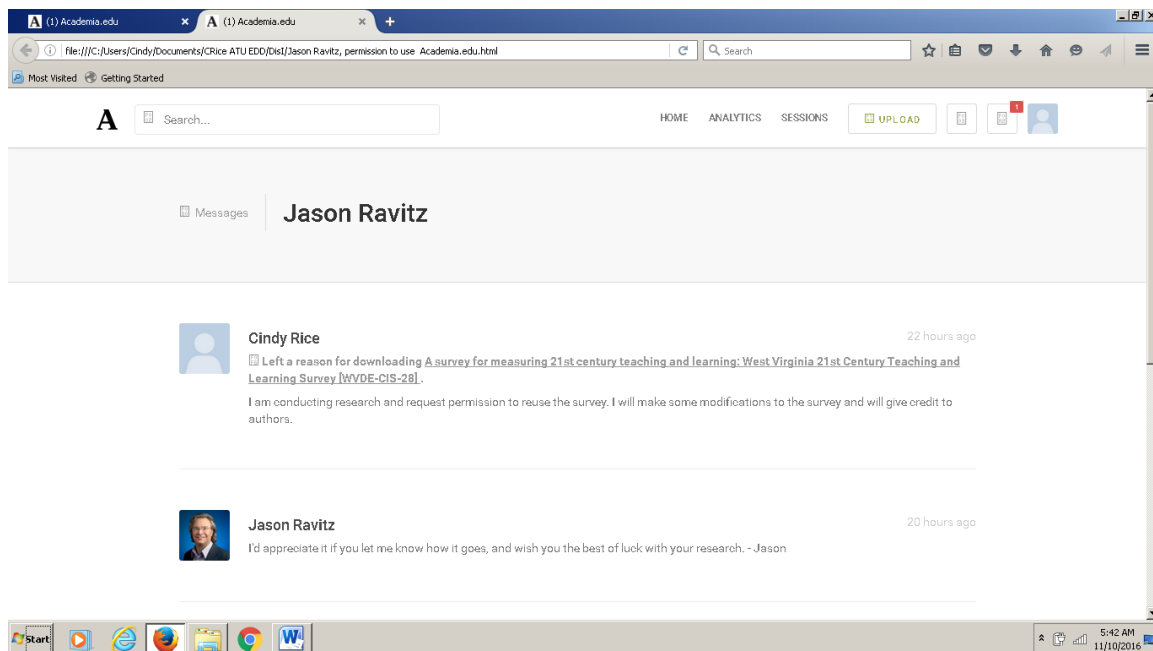 A (1) Academia.edu
A (1) Academia.edu
file:///C:/Users/Cindy/Documents/CRice ATU EDD/DisI/Jason Ravitz, permission to use Academia.edu.html
Search
Most Visited Getting Started
A Search...
HOME ANALYTICS SESSIONS UPLOAD 1
Messages Jason Ravitz
Cindy Rice 22 hours ago
Left a reason for downloading A survey for measuring 21st century teaching and learning: West Virginia 21st Century Teaching and
Learning Survey [WVDE-CIS-28] .
I am conducting research and request permission to reuse the survey. I will make some modifications to the survey and will give credit to
authors.
Jason Ravitz 20 hours ago
I'd appreciate it if you let me know how it goes, and wish you the best of luck with your research. - Jason
Start W
5:42 AM
11/10/2016